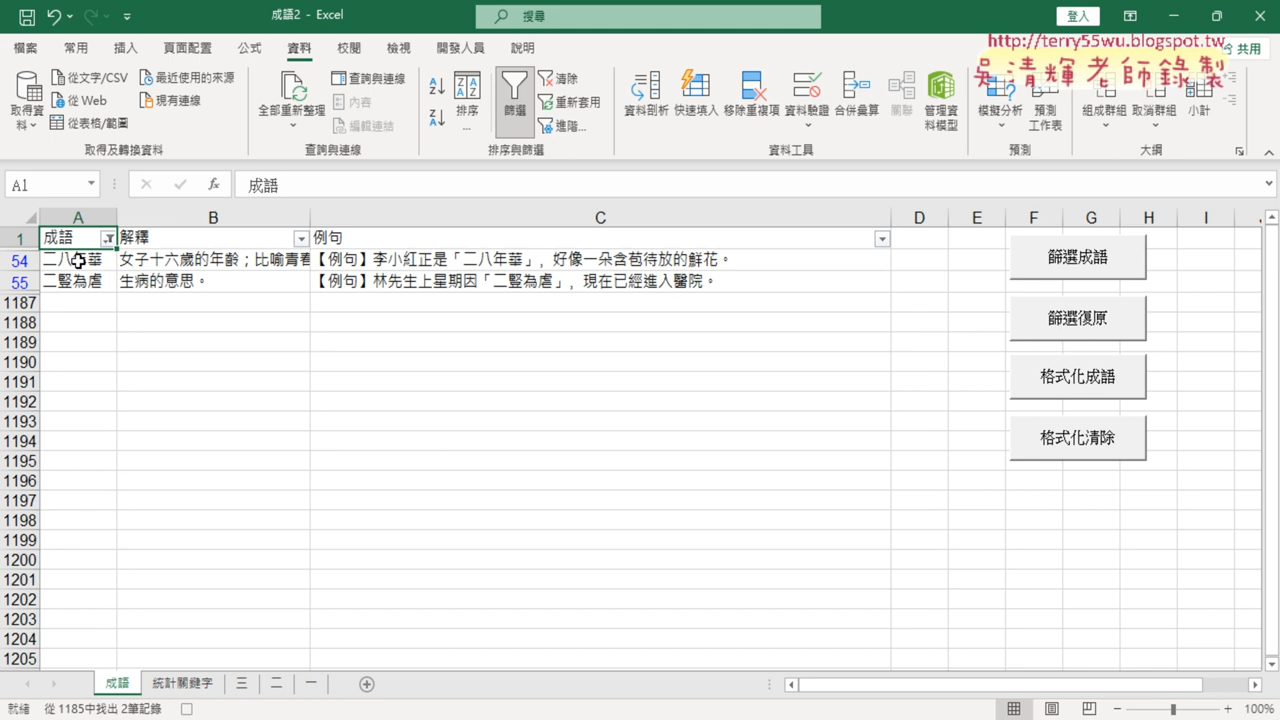 成語2 - Excel
搜尋
登入
http://terry55wu.blogspot.tw
吳清輝老師錄製
檔案 常用 插入 頁面配置 公式 資料 校閱 檢視 開發人員 說明
共用
取得資料
從文字/CSV
從 Web
從表格/範圍
最近使用的來源
現有連線
取得及轉換資料
全部重新整理
查詢與連線
內容
編輯連結
查詢與連線
排序...
篩選
清除
重新套用
進階...
排序與篩選
資料剖析
快速填入
移除重複項
資料驗證
合併彙算
關聯
管理資料模型
資料工具
模擬分析
預測工作表
預測
組成群組
取消群組
小計
大綱
A1
fx
成語
A B C D E F G H I
1 成語 解釋 例句
54 二八年華 女子十六歲的年齡；比喻青春 【例句】李小紅正是「二八年華」，好像一朵含苞待放的鮮花。
55 二豎為虐 生病的意思。 【例句】林先生上星期因「二豎為虐」，現在已經進入醫院。
1187
1188
1189
1190
1191
1192
1193
1194
1195
1196
1197
1198
1199
1200
1201
1202
1203
1204
1205
篩選成語
篩選復原
格式化成語
格式化清除
成語 統計關鍵字 三 二 一
就緒 從 1185中找出 2筆記錄
100%